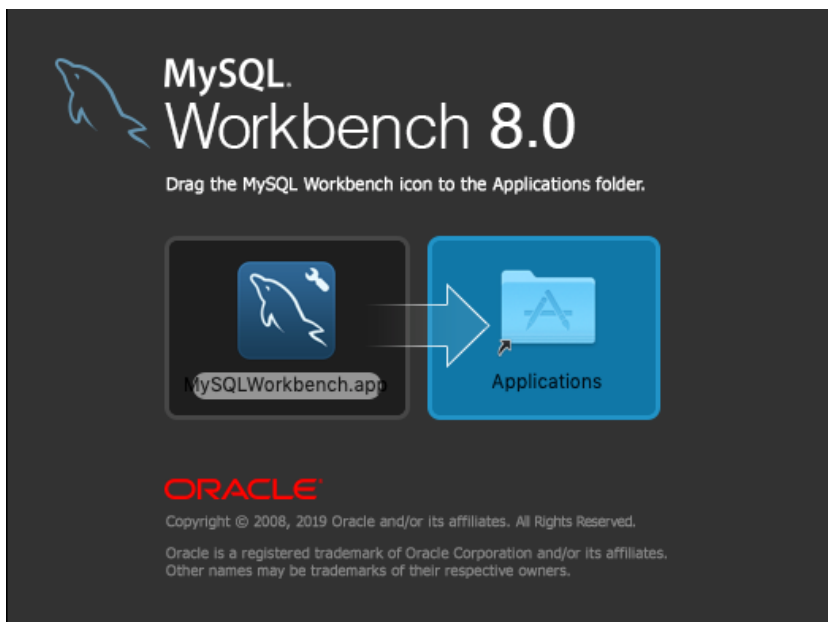 MySQL.
Workbench 8.0
Drag the MySQL Workbench icon to the Applications folder.
MySQLWorkbench.app
Applications
ORACLE®
Copyright © 2008, 2019 Oracle and/or its affiliates. All Rights Reserved.
Oracle is a registered trademark of Oracle Corporation and/or its affiliates.
Other names may be trademarks of their respective owners.